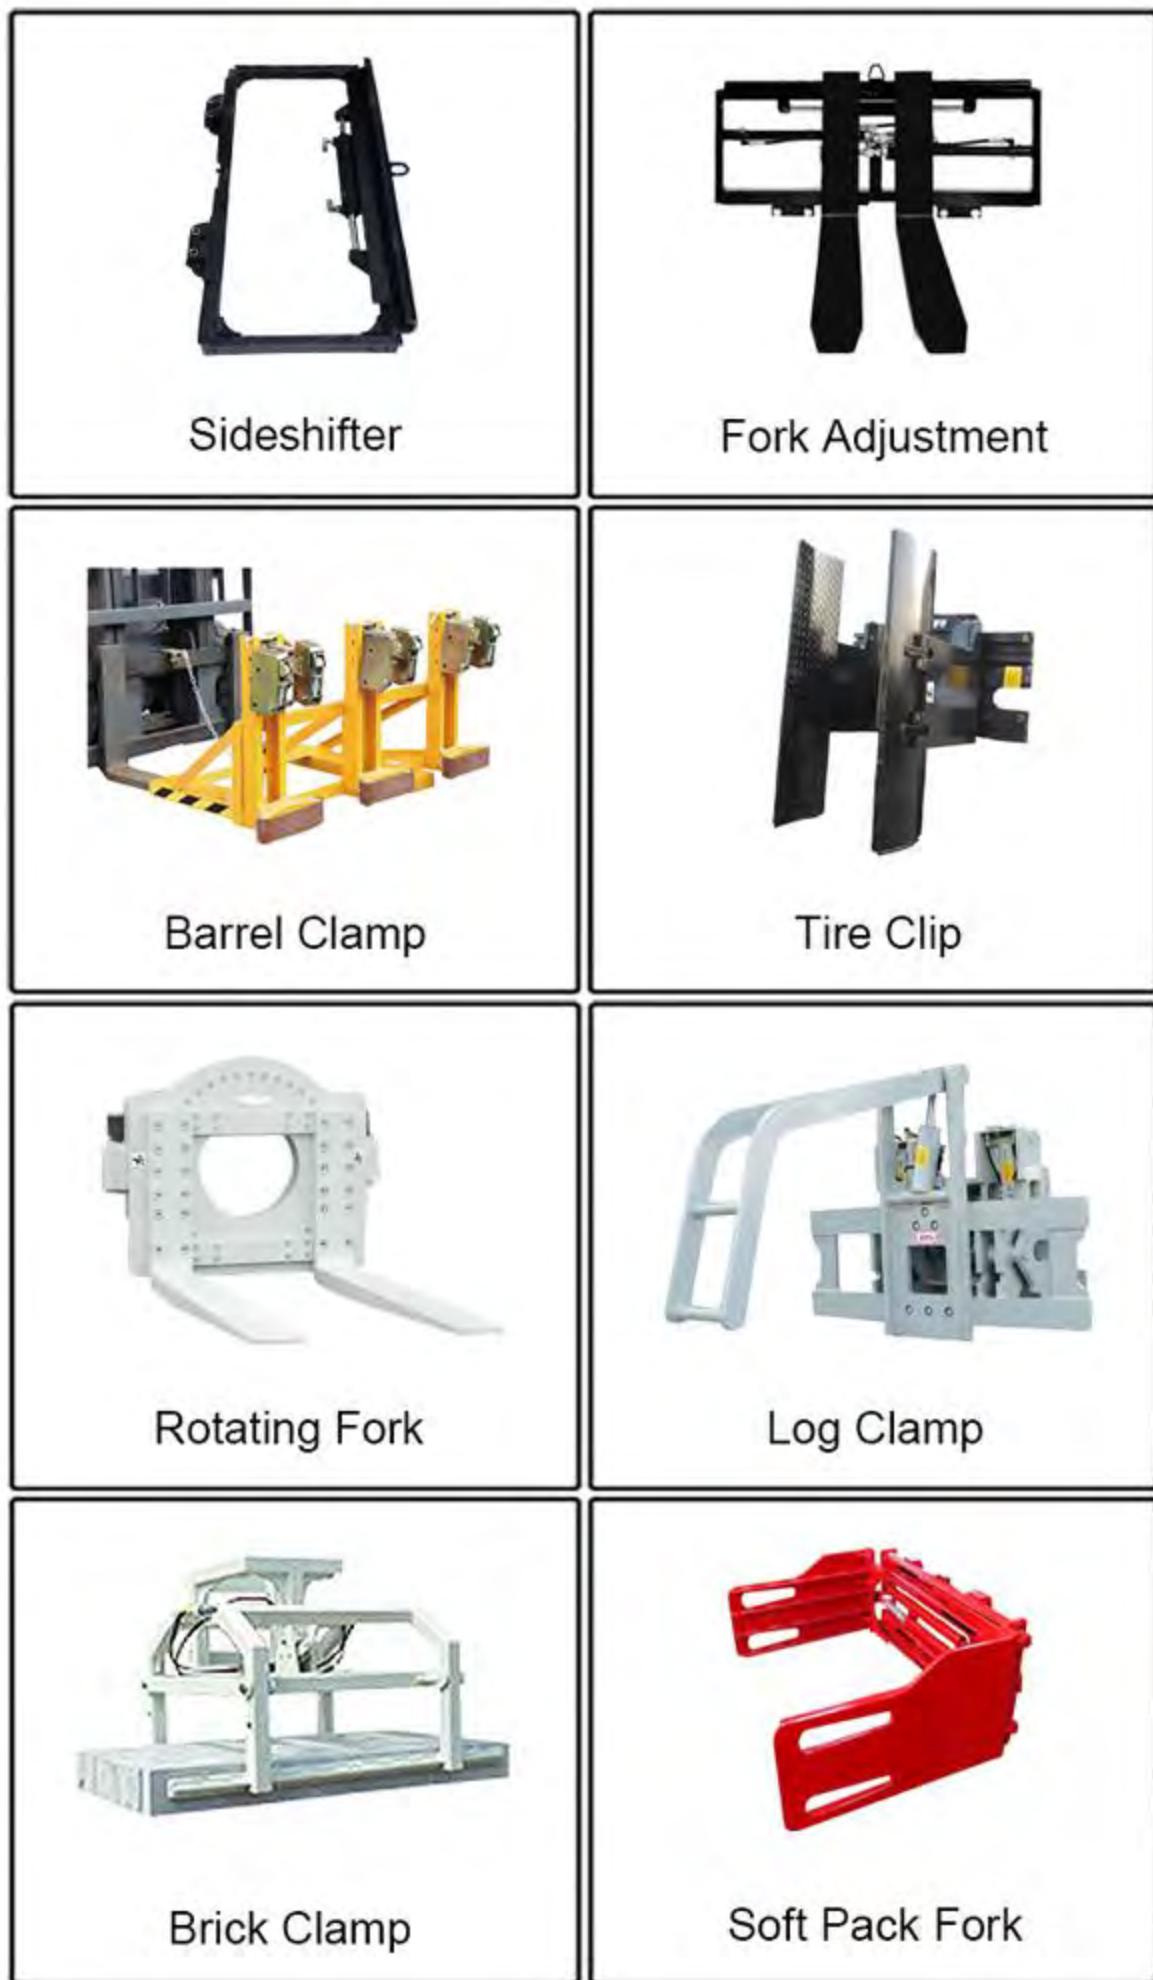 Sideshifter
Fork Adjustment
Barrel Clamp
Tire Clip
Rotating Fork
Log Clamp
Brick Clamp
Soft Pack Fork